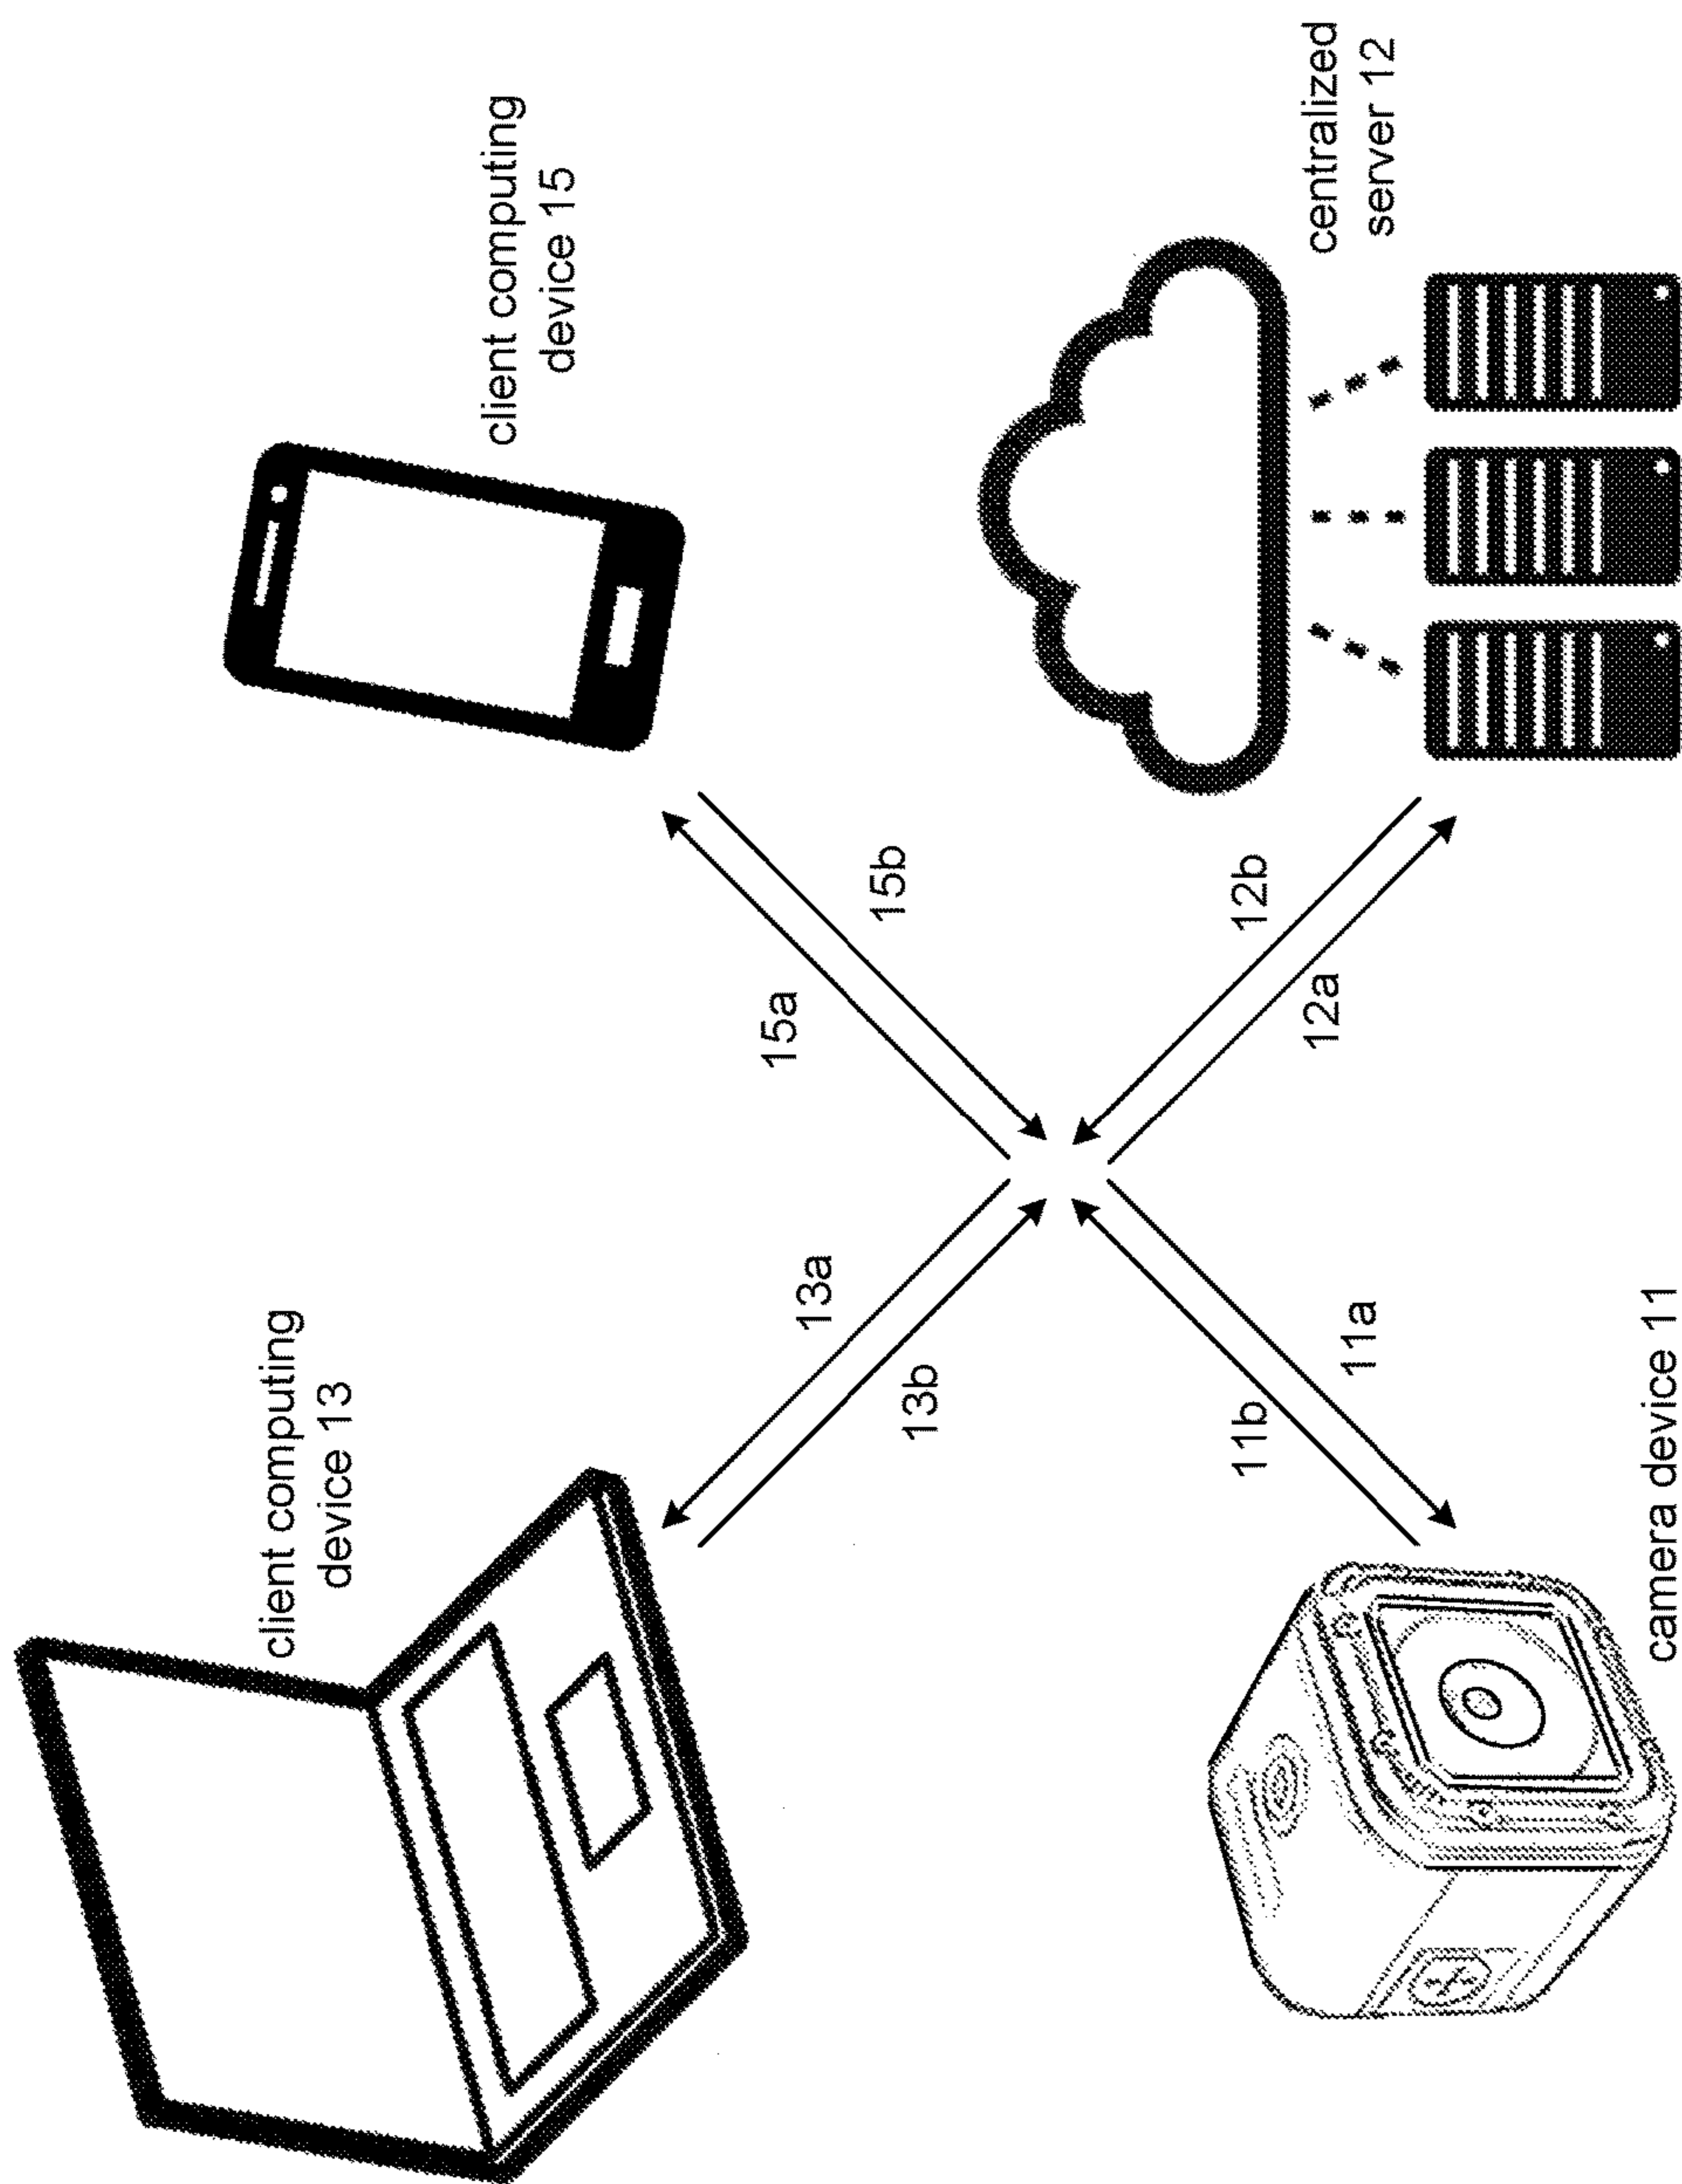 client computing
device 13
client computing
device 15
13a
13b
15a
15b
11b
11a
12b
12a
camera device 11
centralized
server 12